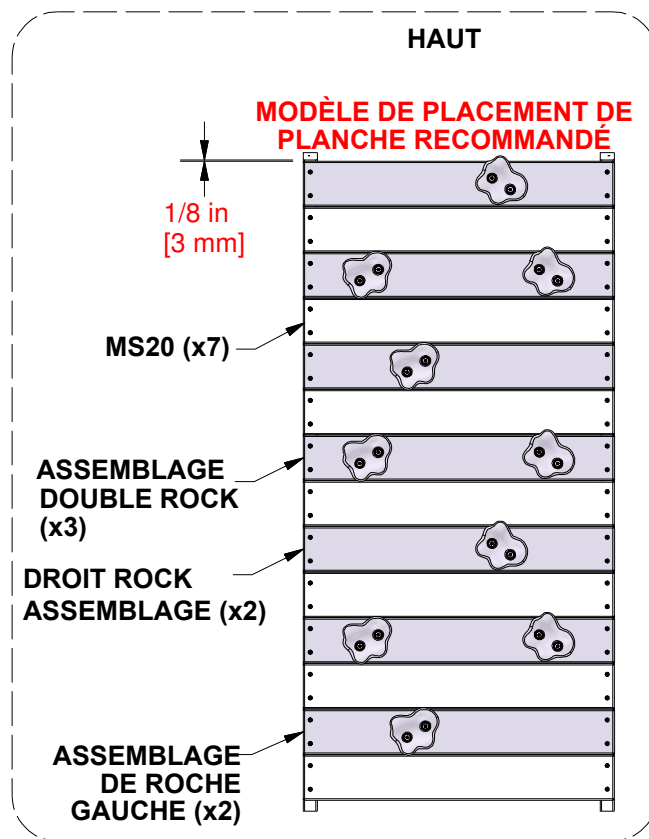 HAUT
MODÈLE DE PLACEMENT DE
PLANCHE RECOMMANDÉ
1/8 in
[3 mm]
MS20 (x7)
ASSEMBLAGE
DOUBLE ROCK
(x3)
DROIT ROCK
ASSEMBLAGE (x2)
ASSEMBLAGE
DE ROCHE
GAUCHE (x2)